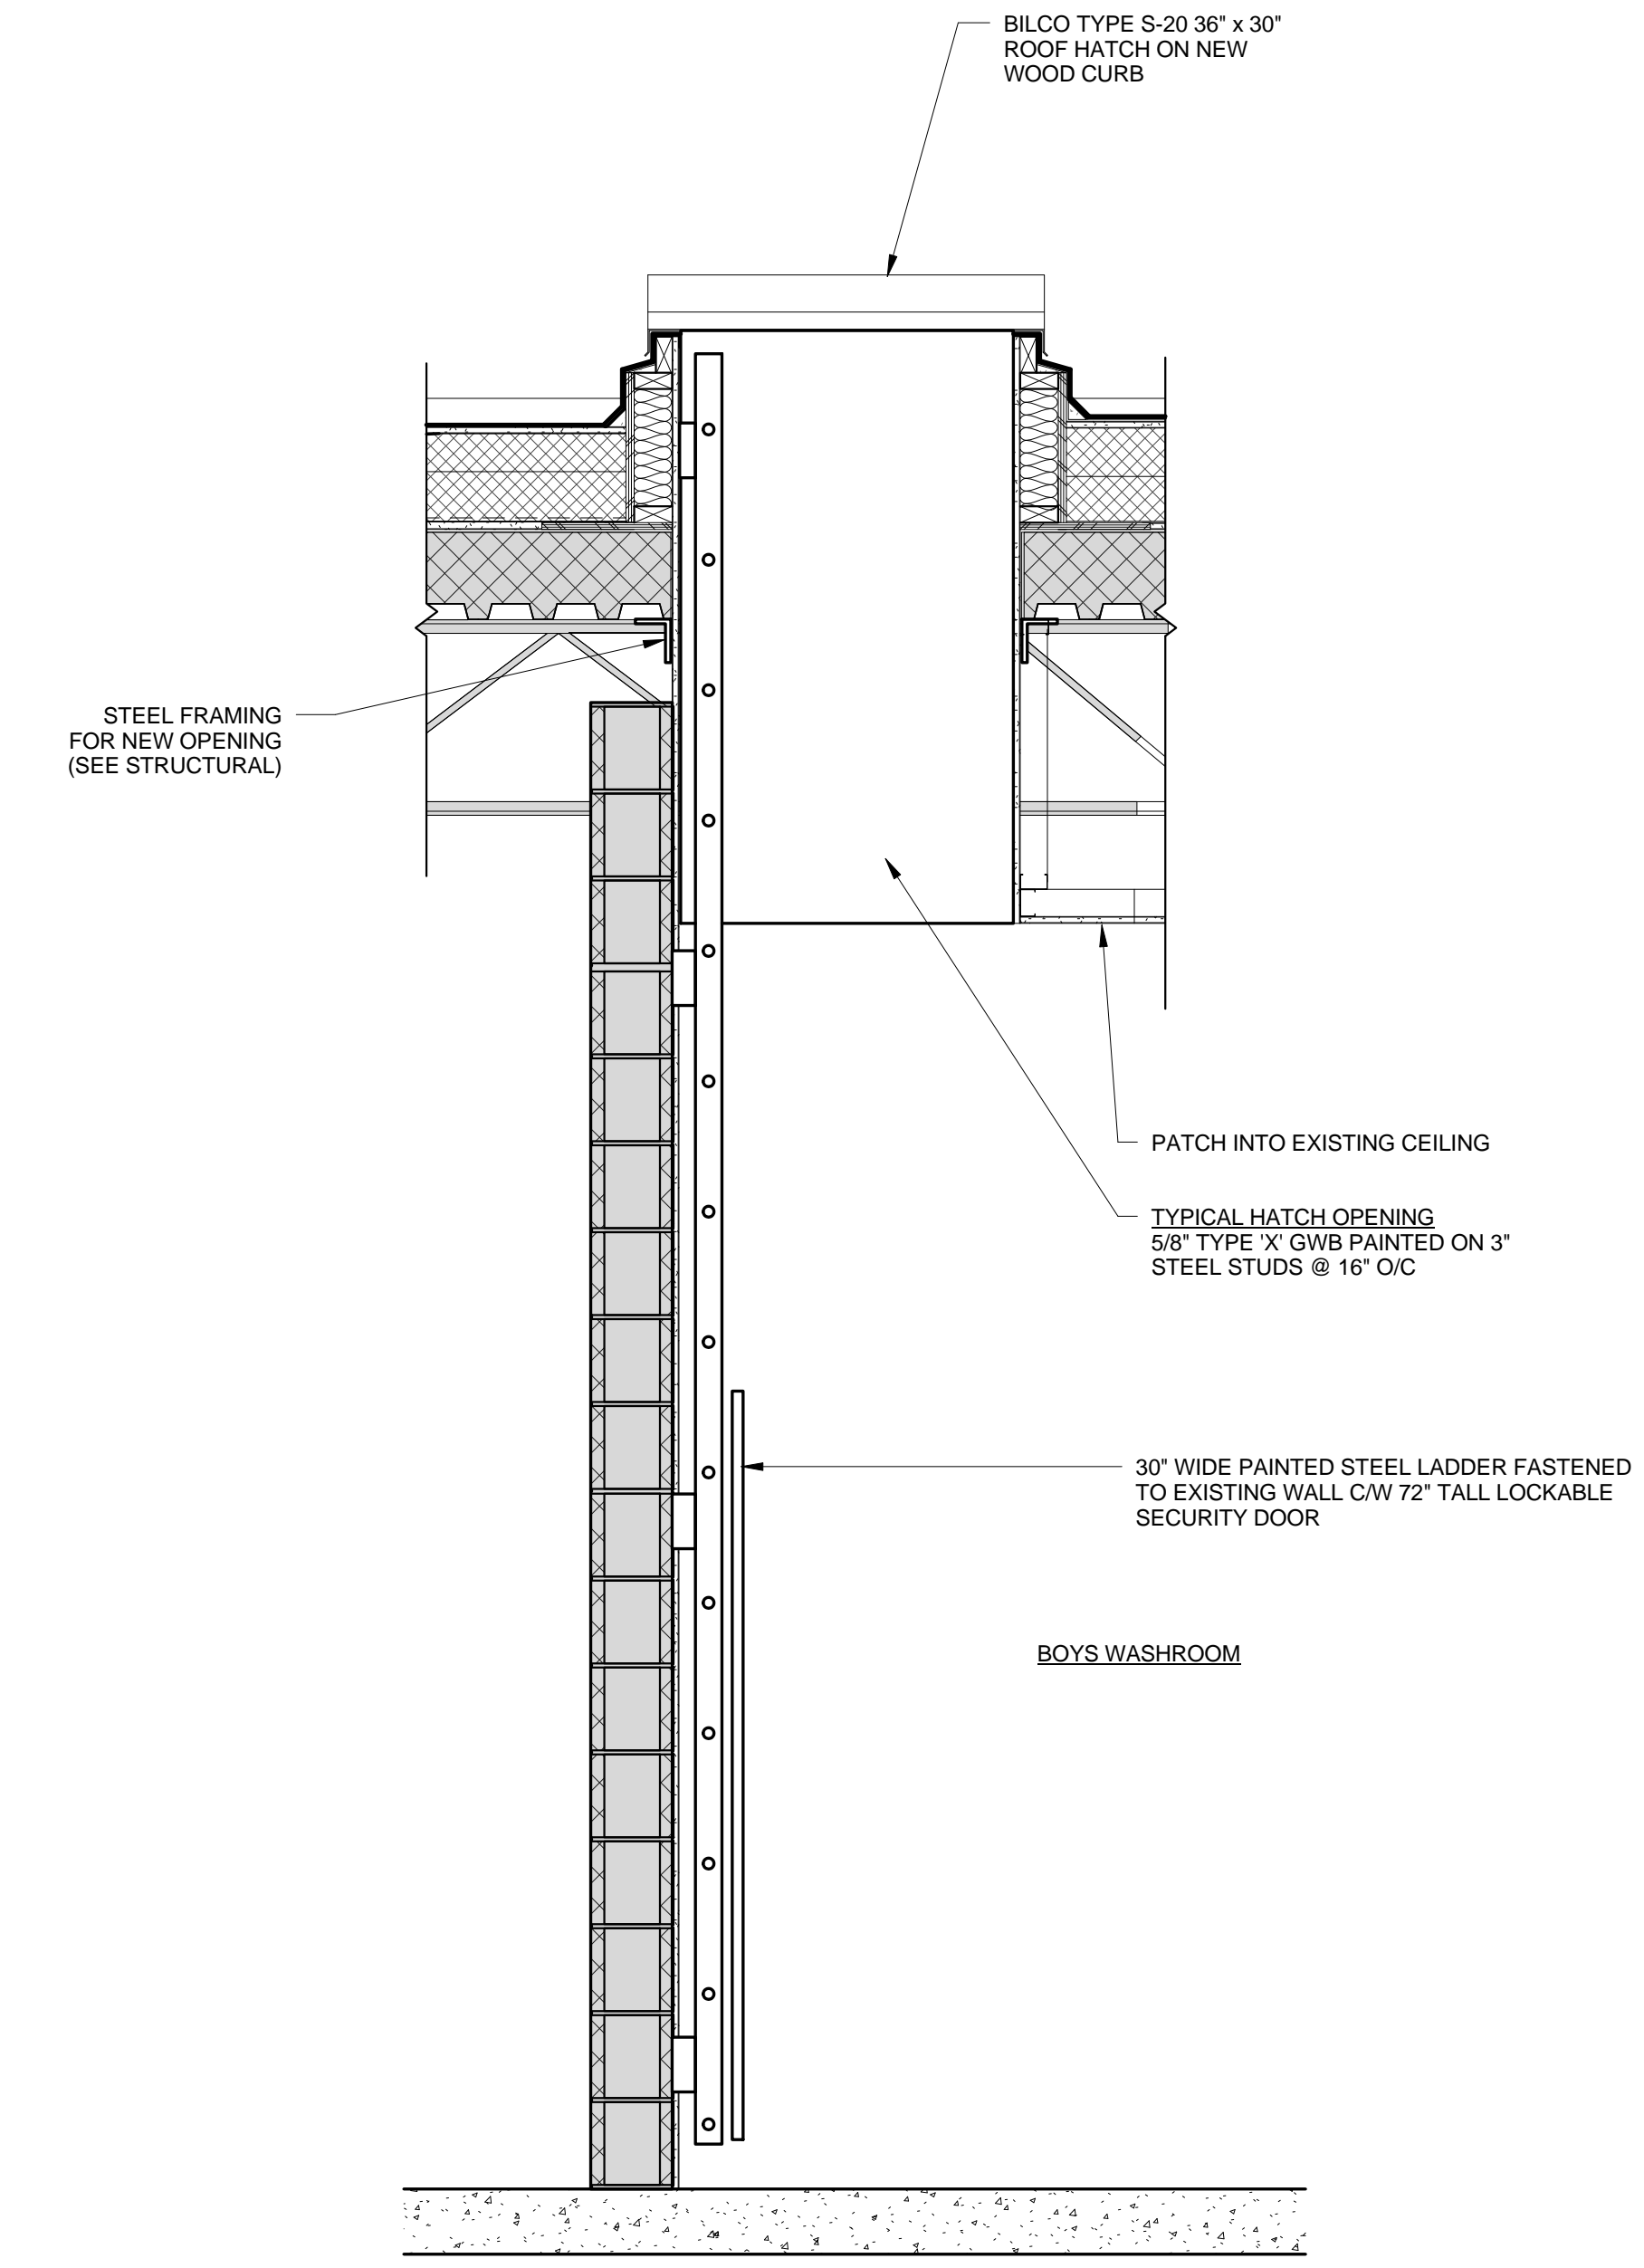 BILCO TYPE S-20 36" x 30"
ROOF HATCH ON NEW
WOOD CURB
STEEL FRAMING
FOR NEW OPENING
(SEE STRUCTURAL)
PATCH INTO EXISTING CEILING
TYPICAL HATCH OPENING
5/8" TYPE 'X' GWB PAINTED ON 3"
STEEL STUDS @ 16" O/C
30" WIDE PAINTED STEEL LADDER FASTENED
TO EXISTING WALL C/W 72" TALL LOCKABLE
SECURITY DOOR
BOYS WASHROOM